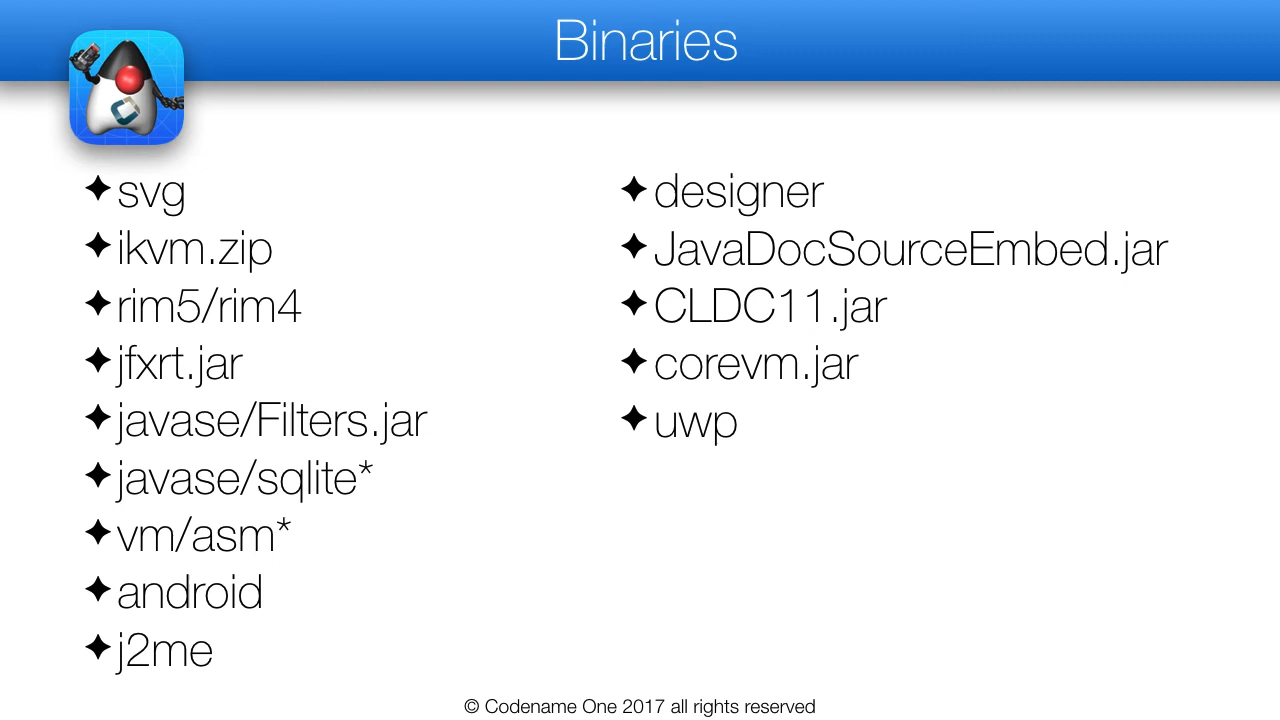 Binaries
✦svg
✦ikvm.zip
✦rim5/rim4
✦jfxrt.jar
✦javase/Filters.jar
✦javase/sqlite*
✦vm/asm*
✦android
✦j2me
✦designer
✦JavaDocSourceEmbed.jar
✦CLDC11.jar
✦corevm.jar
✦uwp
© Codename One 2017 all rights reserved